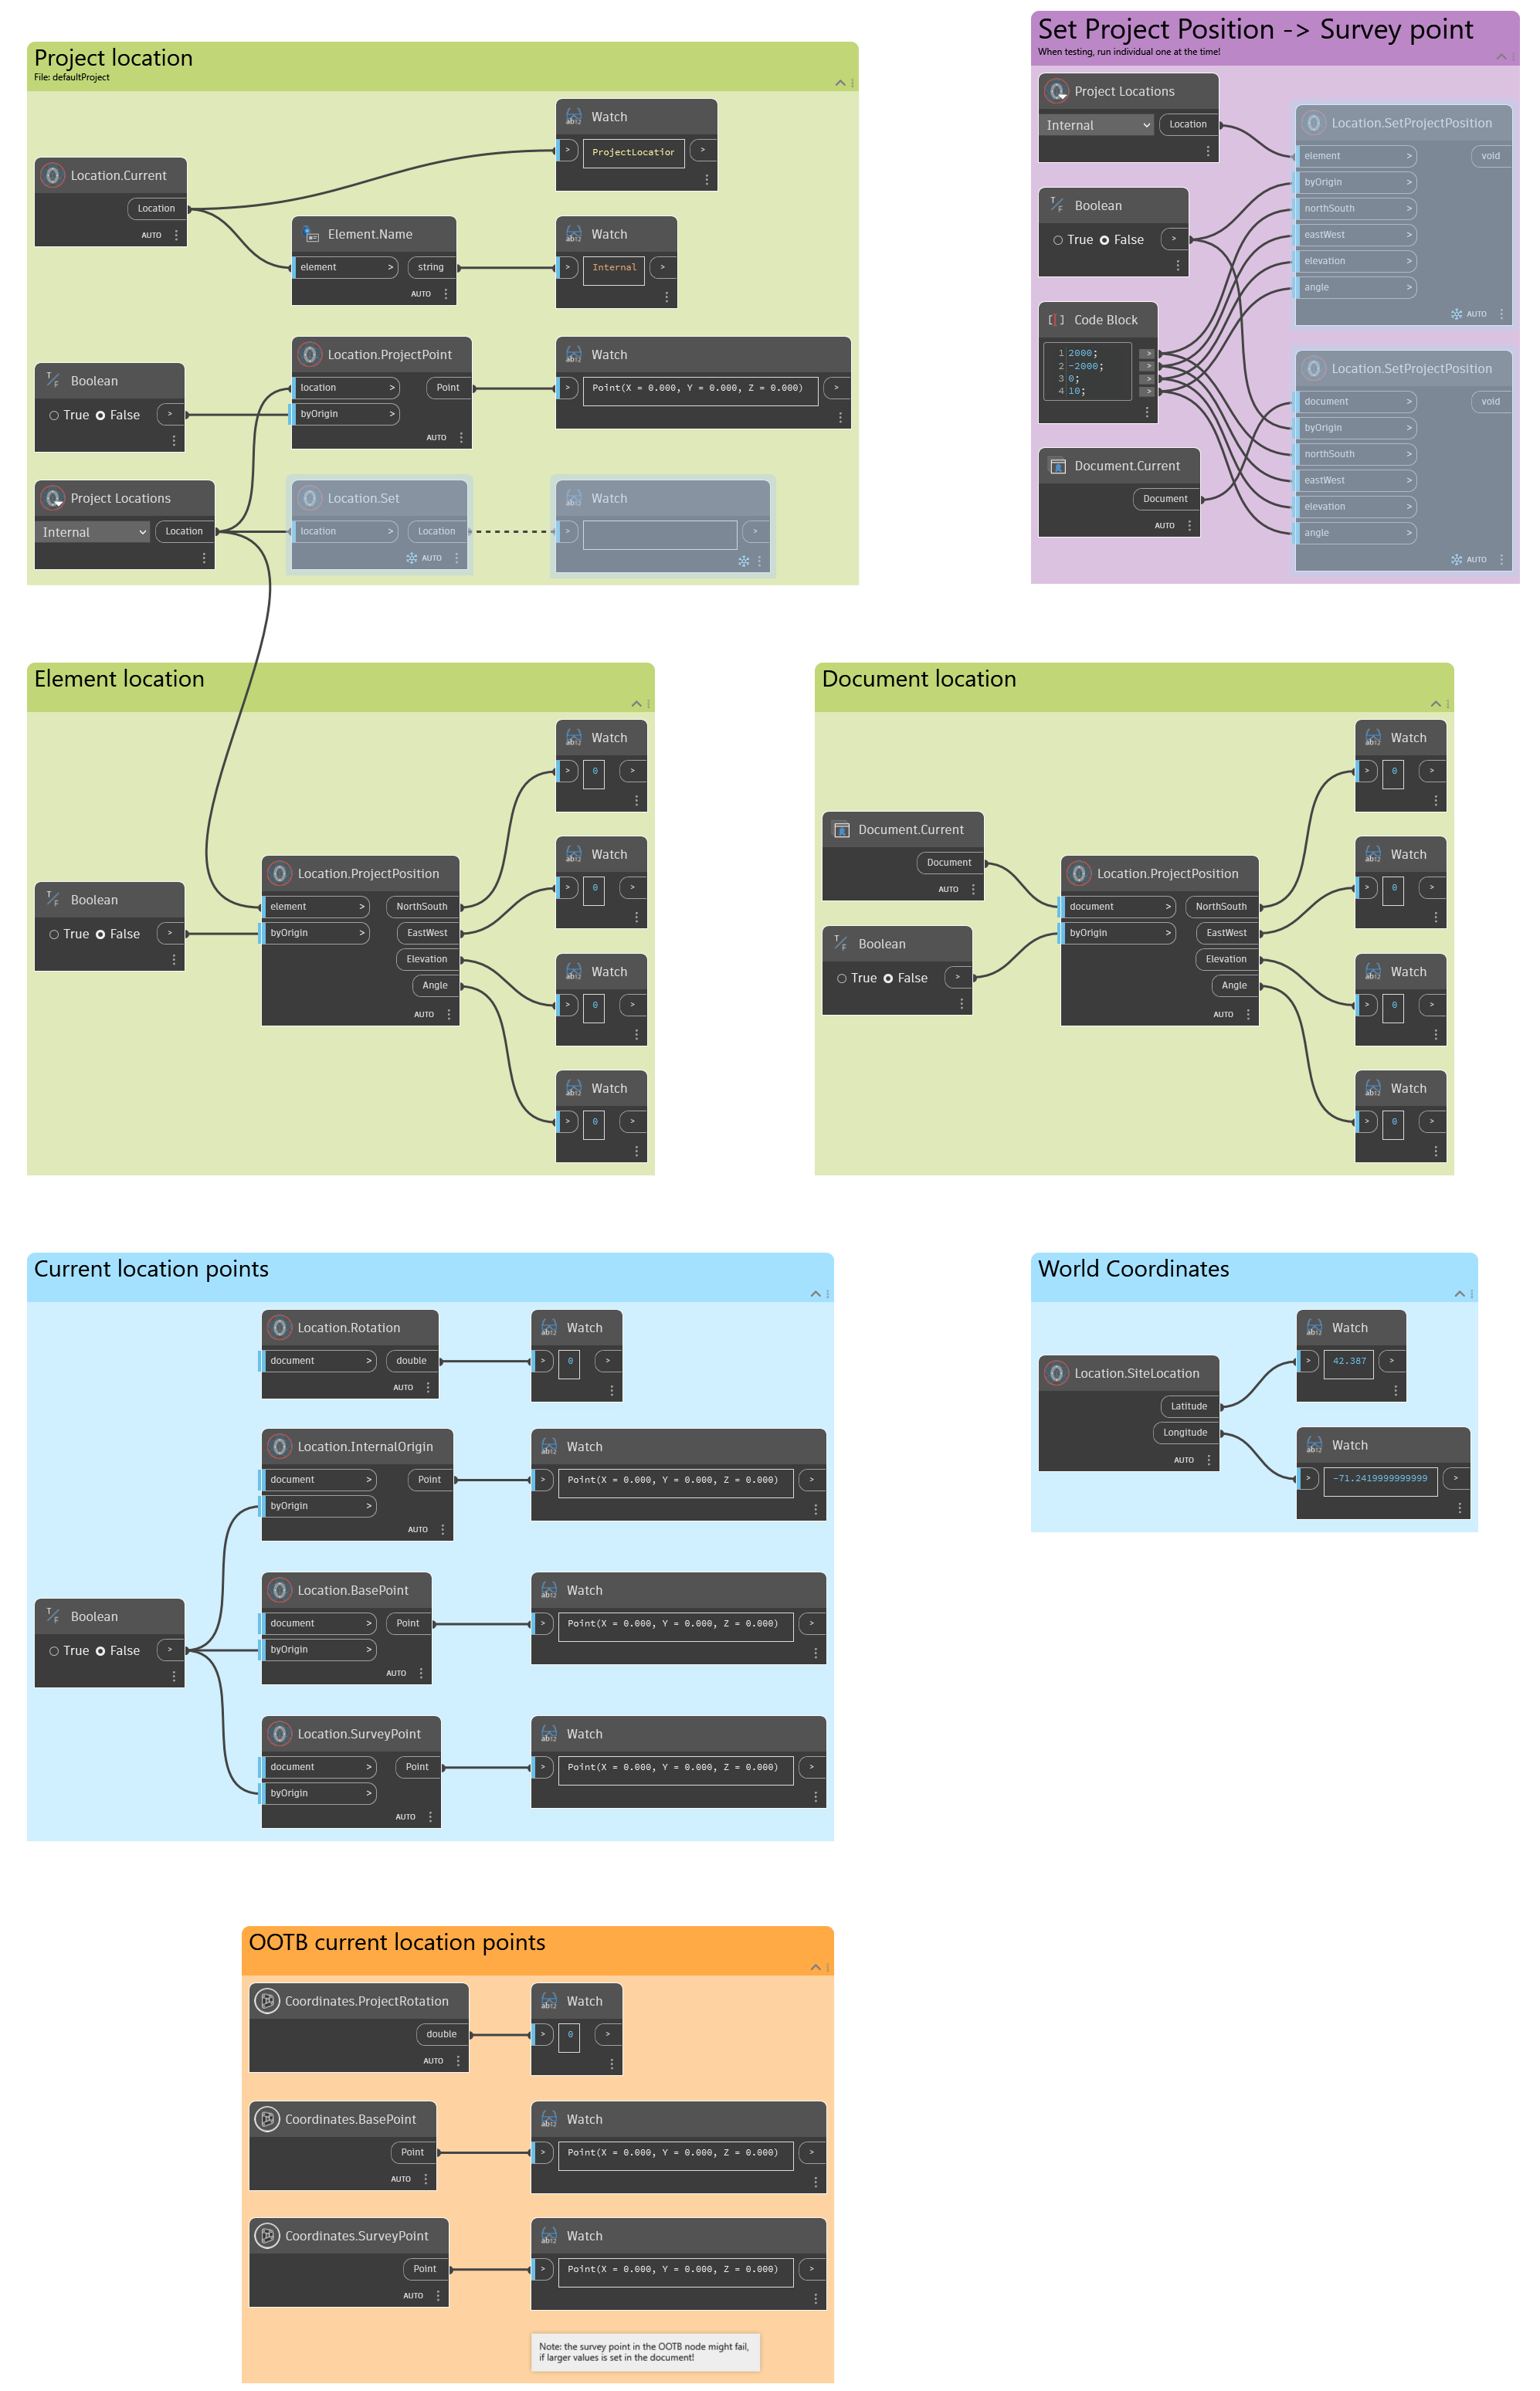 Project location
File: defaultProject
Location.Current
Location
AUTO
Watch
>
ProjectLocation
>
Element.Name
element >
string
AUTO
Watch
>
Internal
>
Boolean
True False >
Location.ProjectPoint
location >
Point
byOrigin >
AUTO
Watch
>
Point(X = 0.000, Y = 0.000, Z = 0.000)
>
Project Locations
Internal
Location
Location.Set
location >
Location
AUTO
Watch
>
>
Set Project Position -> Survey point
When testing, run individual one at the time!
Project Locations
Internal
Location
Boolean
True False >
Code Block
1 2000; >
2 -2000; >
3 0; >
4 10; >
Document.Current
Document
AUTO
Location.SetProjectPosition
element >
void
byOrigin >
northSouth >
eastWest >
elevation >
angle >
AUTO
Location.SetProjectPosition
document >
void
byOrigin >
northSouth >
eastWest >
elevation >
angle >
AUTO
Element location
Boolean
True False >
Location.ProjectPosition
element >
NorthSouth
byOrigin >
EastWest
Elevation
Angle
AUTO
Watch
> 0 >
Watch
> 0 >
Watch
> 0 >
Watch
> 0 >
Document location
Document.Current
Document
AUTO
Boolean
True False >
Location.ProjectPosition
document >
NorthSouth
byOrigin >
EastWest
Elevation
Angle
AUTO
Watch
> 0 >
Watch
> 0 >
Watch
> 0 >
Watch
> 0 >
Current location points
Location.Rotation
document >
double
AUTO
Watch
> 0 >
Location.InternalOrigin
document >
Point
byOrigin >
AUTO
Watch
> Point(X = 0.000, Y = 0.000, Z = 0.000) >
Boolean
True False >
Location.BasePoint
document >
Point
byOrigin >
AUTO
Watch
> Point(X = 0.000, Y = 0.000, Z = 0.000) >
Location.SurveyPoint
document >
Point
byOrigin >
AUTO
Watch
> Point(X = 0.000, Y = 0.000, Z = 0.000) >
World Coordinates
Location.SiteLocation
Latitude
Longitude
AUTO
Watch
> 42.387 >
Watch
> -71.2419999999999 >
OOTB current location points
Coordinates.ProjectRotation
double
AUTO
Watch
> 0 >
Coordinates.BasePoint
Point
AUTO
Watch
> Point(X = 0.000, Y = 0.000, Z = 0.000) >
Coordinates.SurveyPoint
Point
AUTO
Watch
> Point(X = 0.000, Y = 0.000, Z = 0.000) >
Note: the survey point in the OOTB node might fail,
if larger values is set in the document!